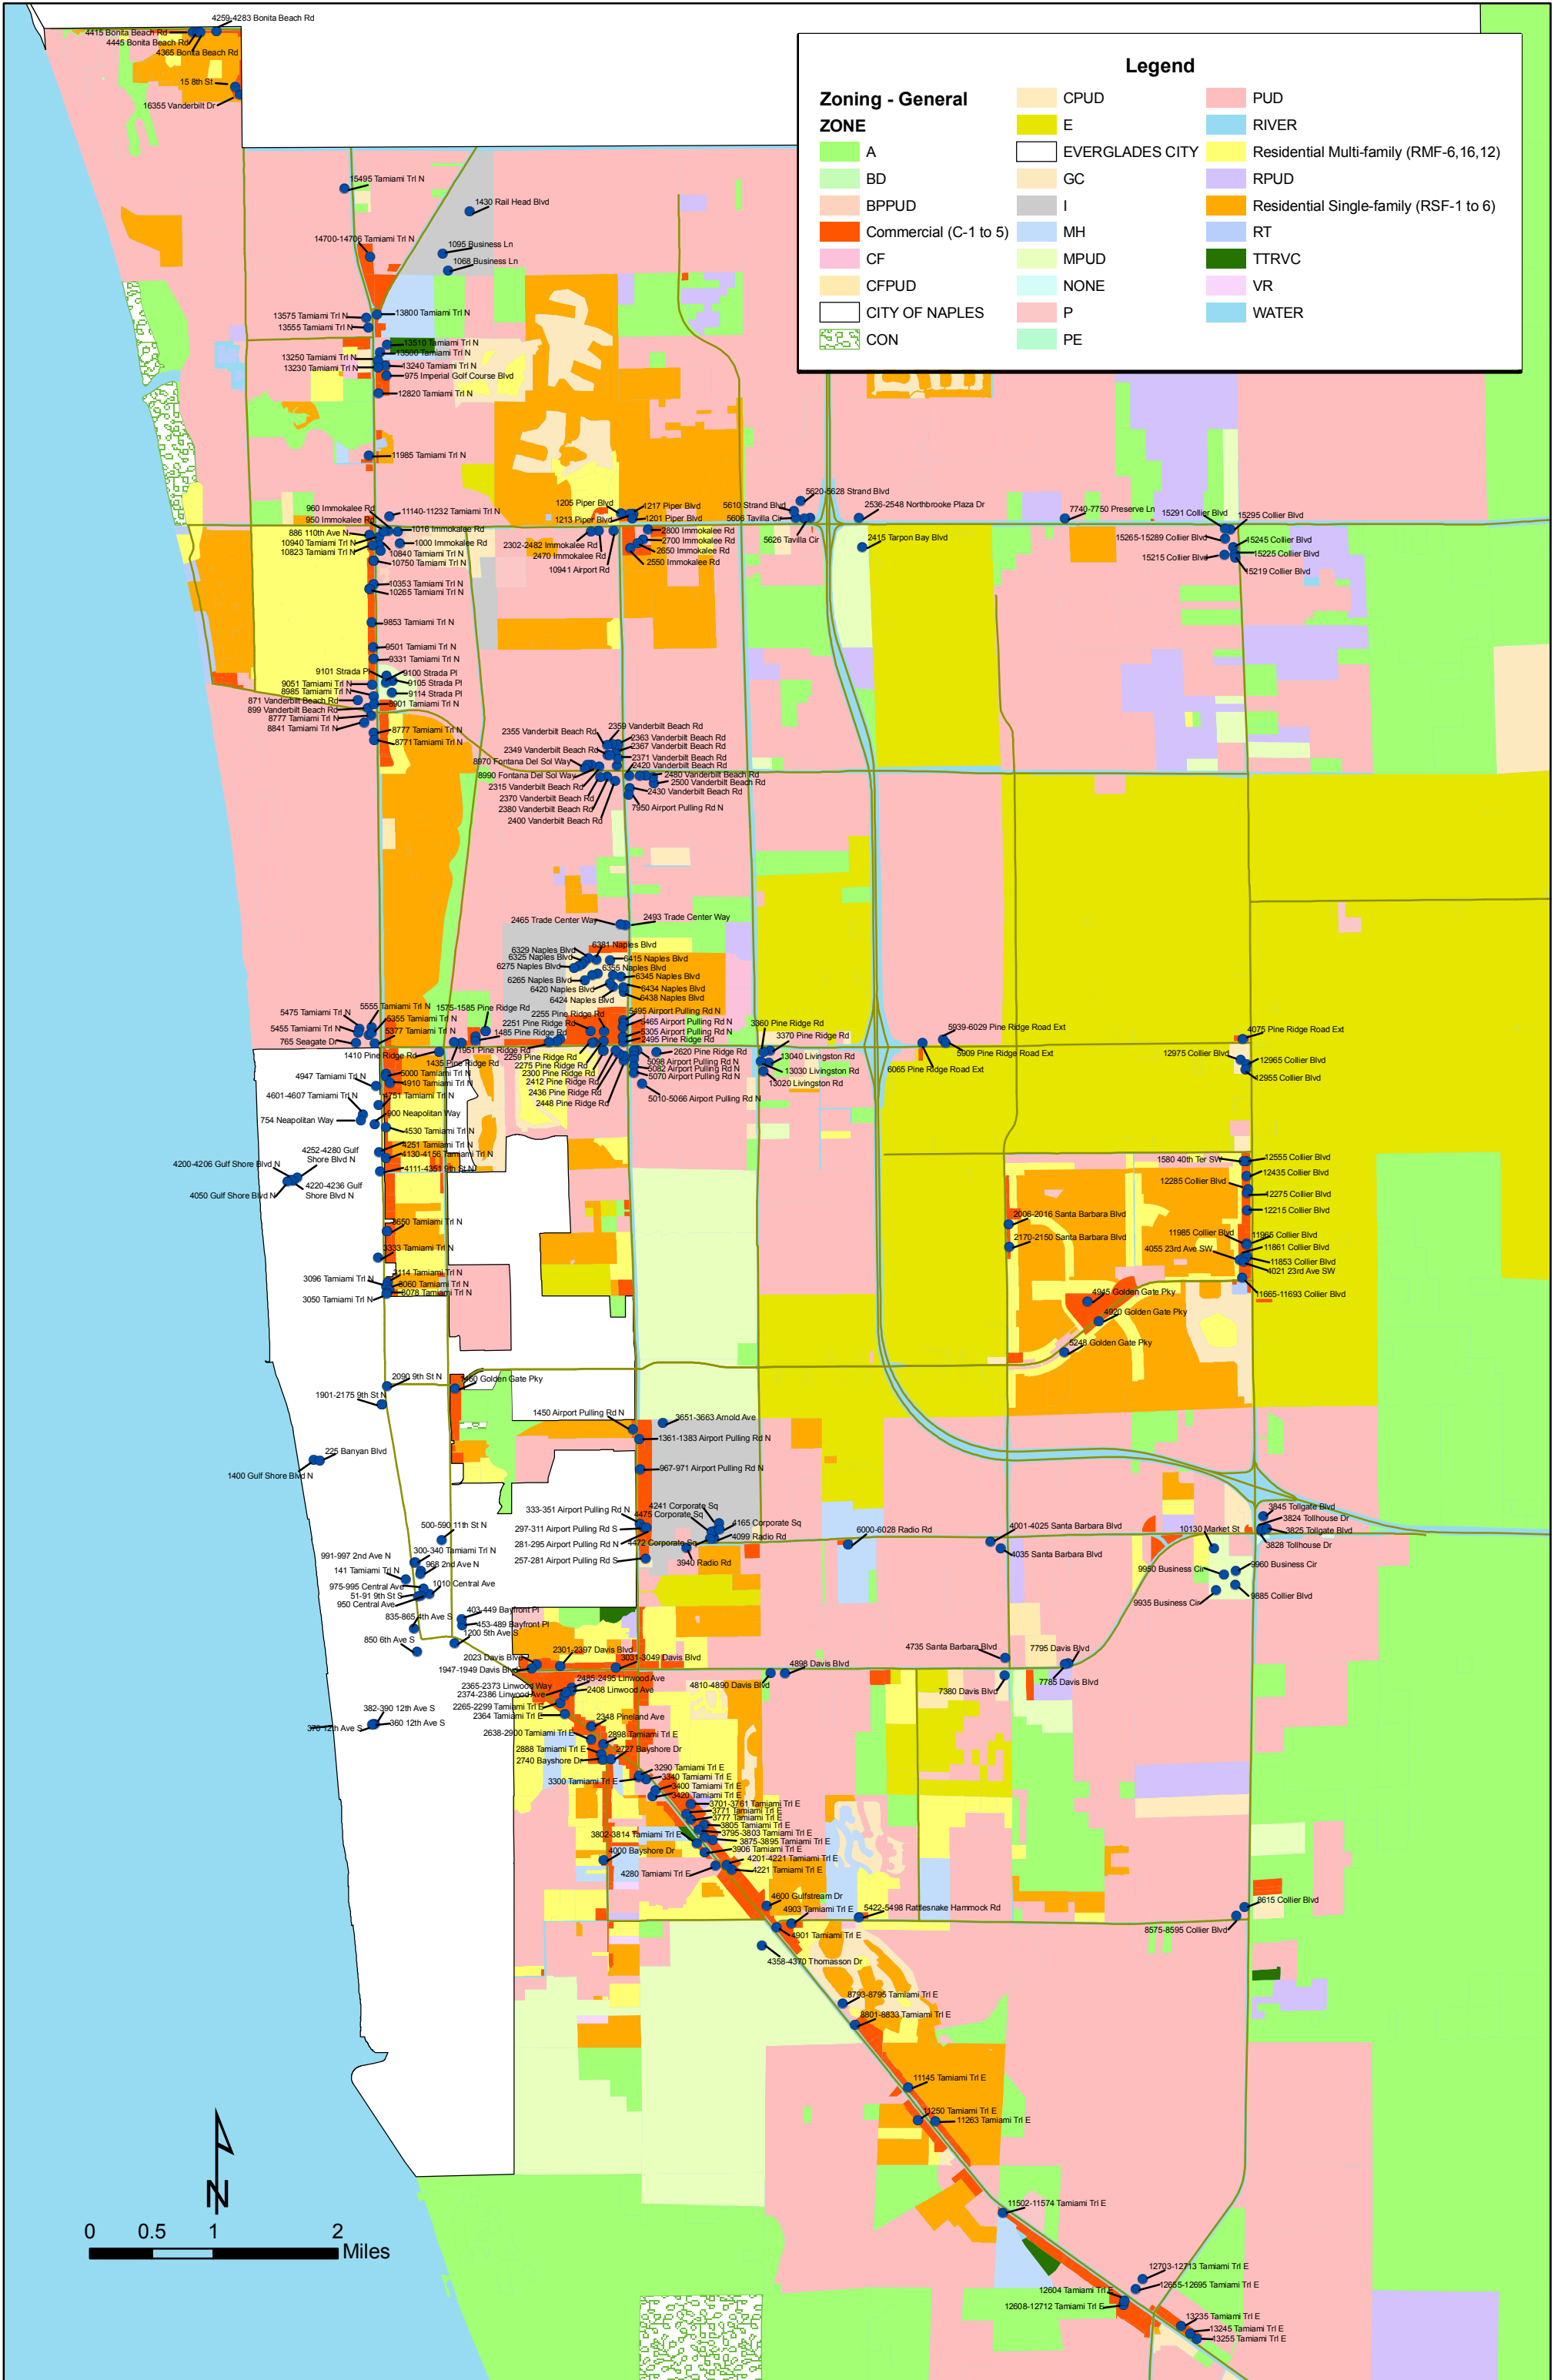 4259-4283 Bonita Beach Rd
4415 Bonita Beach Rd
4445 Bonita Beach Rd
4365 Bonita Beach Rd
15 8th St
16355 Vanderbilt Dr
Legend
Zoning - General
ZONE
A
BD
BPPUD
Commercial (C-1 to 5)
CF
CFPUD
CITY OF NAPLES
CON
CPUD
E
EVERGLADES CITY
GC
I
MH
MPUD
NONE
P
PE
PUD
RIVER
Residential Multi-family (RMF-6,16,12)
RPUD
Residential Single-family (RSF-1 to 6)
RT
TTRVC
VR
WATER
15495 Tamiami Trl N
1430 Rail Head Blvd
14700-14706 Tamiami Trl N
1095 Business Ln
1068 Business Ln
13575 Tamiami Trl N
13800 Tamiami Trl N
13555 Tamiami Trl N
13510 Tamiami Trl N
13500 Tamiami Trl N
13250 Tamiami Trl N
13230 Tamiami Trl N
13240 Tamiami Trl N
975 Imperial Golf Course Blvd
12820 Tamiami Trl N
11985 Tamiami Trl N
960 Immokalee Rd
950 Immokalee Rd
11140-11232 Tamiami Trl N
886 110th Ave N
1016 Immokalee Rd
10940 Tamiami Trl N
1000 Immokalee Rd
10823 Tamiami Trl N
10840 Tamiami Trl N
10750 Tamiami Trl N
10353 Tamiami Trl N
10265 Tamiami Trl N
9853 Tamiami Trl N
9501 Tamiami Trl N
9331 Tamiami Trl N
1205 Piper Blvd
1217 Piper Blvd
1213 Piper Blvd
1201 Piper Blvd
2302-2482 Immokalee Rd
2800 Immokalee Rd
2700 Immokalee Rd
2470 Immokalee Rd
2650 Immokalee Rd
2550 Immokalee Rd
10941 Airport Rd
5620-5628 Strand Blvd
5610 Strand Blvd
5606 Tavilla Cir
5626 Tavilla Cir
2536-2548 Northbrooke Plaza Dr
2415 Tarpon Bay Blvd
7740-7750 Preserve Ln
15291 Collier Blvd
15295 Collier Blvd
15265-15289 Collier Blvd
15245 Collier Blvd
15215 Collier Blvd
15225 Collier Blvd
15219 Collier Blvd
9101 Strada Pl
9100 Strada Pl
9051 Tamiami Trl N
9105 Strada Pl
8985 Tamiami Trl N
9114 Strada Pl
871 Vanderbilt Beach Rd
8901 Tamiami Trl N
899 Vanderbilt Beach Rd
8777 Tamiami Trl N
8841 Tamiami Trl N
8777 Tamiami Trl N
8771 Tamiami Trl N
2359 Vanderbilt Beach Rd
2355 Vanderbilt Beach Rd
2363 Vanderbilt Beach Rd
2349 Vanderbilt Beach Rd
2367 Vanderbilt Beach Rd
2371 Vanderbilt Beach Rd
8970 Fontana Del Sol Way
2420 Vanderbilt Beach Rd
8990 Fontana Del Sol Way
2480 Vanderbilt Beach Rd
2315 Vanderbilt Beach Rd
2500 Vanderbilt Beach Rd
2370 Vanderbilt Beach Rd
2430 Vanderbilt Beach Rd
2380 Vanderbilt Beach Rd
7950 Airport Pulling Rd N
2400 Vanderbilt Beach Rd
2465 Trade Center Way
2493 Trade Center Way
6329 Naples Blvd
6381 Naples Blvd
6325 Naples Blvd
6415 Naples Blvd
6275 Naples Blvd
6355 Naples Blvd
6265 Naples Blvd
6345 Naples Blvd
6420 Naples Blvd
6434 Naples Blvd
6424 Naples Blvd
6438 Naples Blvd
5475 Tamiami Trl N
5555 Tamiami Trl N
1575-1585 Pine Ridge Rd
5455 Tamiami Trl N
5355 Tamiami Trl N
5377 Tamiami Trl N
765 Seagate Dr
1485 Pine Ridge Rd
1410 Pine Ridge Rd
1435 Pine Ridge Rd
1951 Pine Ridge Rd
2255 Pine Ridge Rd
2251 Pine Ridge Rd
2259 Pine Ridge Rd
2275 Pine Ridge Rd
2300 Pine Ridge Rd
2412 Pine Ridge Rd
2436 Pine Ridge Rd
2448 Pine Ridge Rd
5495 Airport Pulling Rd N
5465 Airport Pulling Rd N
5305 Airport Pulling Rd N
2495 Pine Ridge Rd
2620 Pine Ridge Rd
5098 Airport Pulling Rd N
5082 Airport Pulling Rd N
5070 Airport Pulling Rd N
5010-5066 Airport Pulling Rd N
3360 Pine Ridge Rd
3370 Pine Ridge Rd
13040 Livingston Rd
13030 Livingston Rd
13020 Livingston Rd
5939-6029 Pine Ridge Road Ext
5909 Pine Ridge Road Ext
6065 Pine Ridge Road Ext
4075 Pine Ridge Road Ext
12975 Collier Blvd
12965 Collier Blvd
12955 Collier Blvd
4947 Tamiami Trl N
5000 Tamiami Trl N
4910 Tamiami Trl N
4601-4607 Tamiami Trl N
4751 Tamiami Trl N
754 Neapolitan Way
900 Neapolitan Way
4530 Tamiami Trl N
4252-4280 Gulf
Shore Blvd N
4251 Tamiami Trl N
4130-4156 Tamiami Trl N
4200-4206 Gulf Shore Blvd N
4111-4351 9th St N
4220-4236 Gulf
Shore Blvd N
4050 Gulf Shore Blvd N
3650 Tamiami Trl N
3333 Tamiami Trl N
3114 Tamiami Trl N
3096 Tamiami Trl N
3060 Tamiami Trl N
3078 Tamiami Trl N
3050 Tamiami Trl N
1580 40th Ter SW
12555 Collier Blvd
12435 Collier Blvd
12285 Collier Blvd
12275 Collier Blvd
12215 Collier Blvd
2006-2016 Santa Barbara Blvd
2170-2150 Santa Barbara Blvd
11985 Collier Blvd
11965 Collier Blvd
4055 23rd Ave SW
11861 Collier Blvd
11853 Collier Blvd
4021 23rd Ave SW
11665-11693 Collier Blvd
4945 Golden Gate Pky
4920 Golden Gate Pky
5248 Golden Gate Pky
2090 9th St N
1460 Golden Gate Pky
1901-2175 9th St N
1450 Airport Pulling Rd N
3651-3663 Arnold Ave
1361-1383 Airport Pulling Rd N
225 Banyan Blvd
1400 Gulf Shore Blvd N
967-971 Airport Pulling Rd N
333-351 Airport Pulling Rd N
4241 Corporate Sq
4475 Corporate Sq
4165 Corporate Sq
297-311 Airport Pulling Rd S
4099 Radio Rd
281-295 Airport Pulling Rd N
4472 Corporate Sq
257-281 Airport Pulling Rd S
3940 Radio Rd
6000-6028 Radio Rd
4001-4025 Santa Barbara Blvd
4035 Santa Barbara Blvd
10130 Market St
3845 Tollgate Blvd
3824 Tollhouse Dr
3825 Tollgate Blvd
3828 Tollhouse Dr
9950 Business Cir
9960 Business Cir
9935 Business Cir
9885 Collier Blvd
500-590 11th St N
300-340 Tamiami Trl N
991-997 2nd Ave N
968 2nd Ave N
141 Tamiami Trl N
975-995 Central Ave
1010 Central Ave
51-91 9th St S
950 Central Ave
403-449 Bayfront Pl
835-865 4th Ave S
453-489 Bayfront Pl
1200 5th Ave S
850 6th Ave S
382-390 12th Ave S
370 12th Ave S
360 12th Ave S
2023 Davis Blvd
2301-2397 Davis Blvd
1947-1949 Davis Blvd
3031-3049 Davis Blvd
4810-4890 Davis Blvd
4898 Davis Blvd
4735 Santa Barbara Blvd
7795 Davis Blvd
7380 Davis Blvd
7785 Davis Blvd
2485-2495 Linwood Ave
2365-2373 Linwood Way
2374-2386 Linwood Ave
2408 Linwood Ave
2265-2299 Tamiami Trl E
2364 Tamiami Trl E
2348 Pineland Ave
2638-2900 Tamiami Trl E
2898 Tamiami Trl E
2888 Tamiami Trl E
2727 Bayshore Dr
2740 Bayshore Dr
3290 Tamiami Trl E
3300 Tamiami Trl E
3340 Tamiami Trl E
3400 Tamiami Trl E
3420 Tamiami Trl E
3701-3761 Tamiami Trl E
3771 Tamiami Trl E
3777 Tamiami Trl E
3805 Tamiami Trl E
3795-3803 Tamiami Trl E
3802-3814 Tamiami Trl E
3875-3895 Tamiami Trl E
3906 Tamiami Trl E
4000 Bayshore Dr
4201-4221 Tamiami Trl E
4280 Tamiami Trl E
4221 Tamiami Trl E
4600 Gulfstream Dr
4903 Tamiami Trl E
5422-5498 Rattlesnake Hammock Rd
4901 Tamiami Trl E
4358-4370 Thomasson Dr
8615 Collier Blvd
8575-8595 Collier Blvd
8793-8795 Tamiami Trl E
8801-8833 Tamiami Trl E
11145 Tamiami Trl E
11250 Tamiami Trl E
11263 Tamiami Trl E
11502-11574 Tamiami Trl E
12703-12713 Tamiami Trl E
12655-12695 Tamiami Trl E
12604 Tamiami Trl E
12608-12712 Tamiami Trl E
13235 Tamiami Trl E
13245 Tamiami Trl E
13255 Tamiami Trl E
N
0 0.5 1 2
Miles